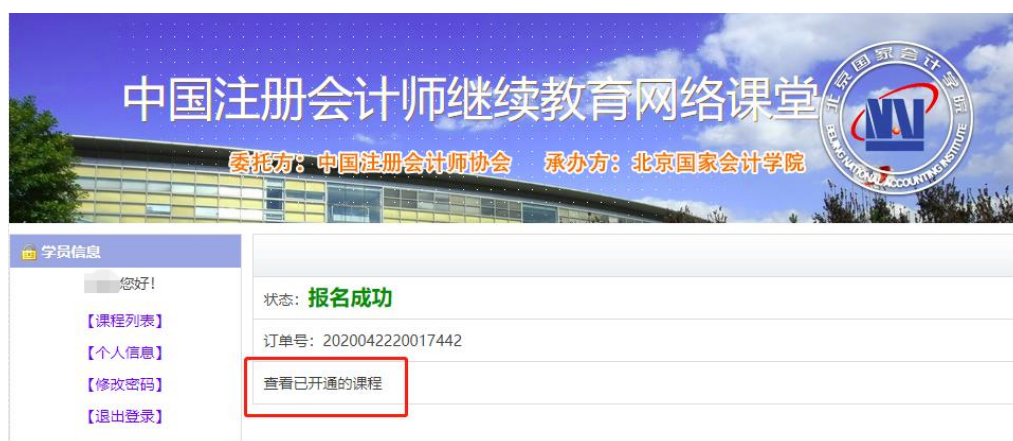 中国注册会计师继续教育网络课堂
委托方：中国注册会计师协会 承办方：北京国家会计学院
北京国家会计学院
BEIJING NATIONAL ACCOUNTING INSTITUTE
学员信息
您好！
【课程列表】
【个人信息】
【修改密码】
【退出登录】
状态：报名成功
订单号：2020042220017442
查看已开通的课程